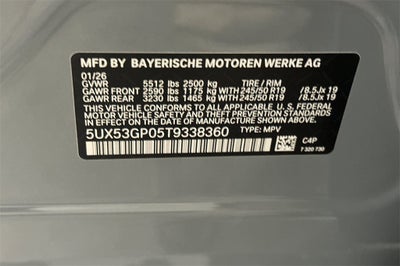 MFD BY BAYERISCHE MOTOREN WERKE AG
01/26
GVWR 5512 lbs 2500 kg TIRE / RIM
GAWR FRONT 2590 lbs 1175 kg WITH 245/50 R19 /8.5Jx 19
GAWR REAR 3230 lbs 1465 kg WITH 245/50 R19 /8.5Jx 19
THIS VEHICLE CONFORMS TO ALL APPLICABLE U.S. FEDERAL
MOTOR VEHICLE SAFETY AND THEFT PREVENTION STANDARDS
IN EFFECT ON THE DATE OF MANUFACTURE SHOWN ABOVE.
5UX53GP05T9338360 TYPE: MPV
C4P